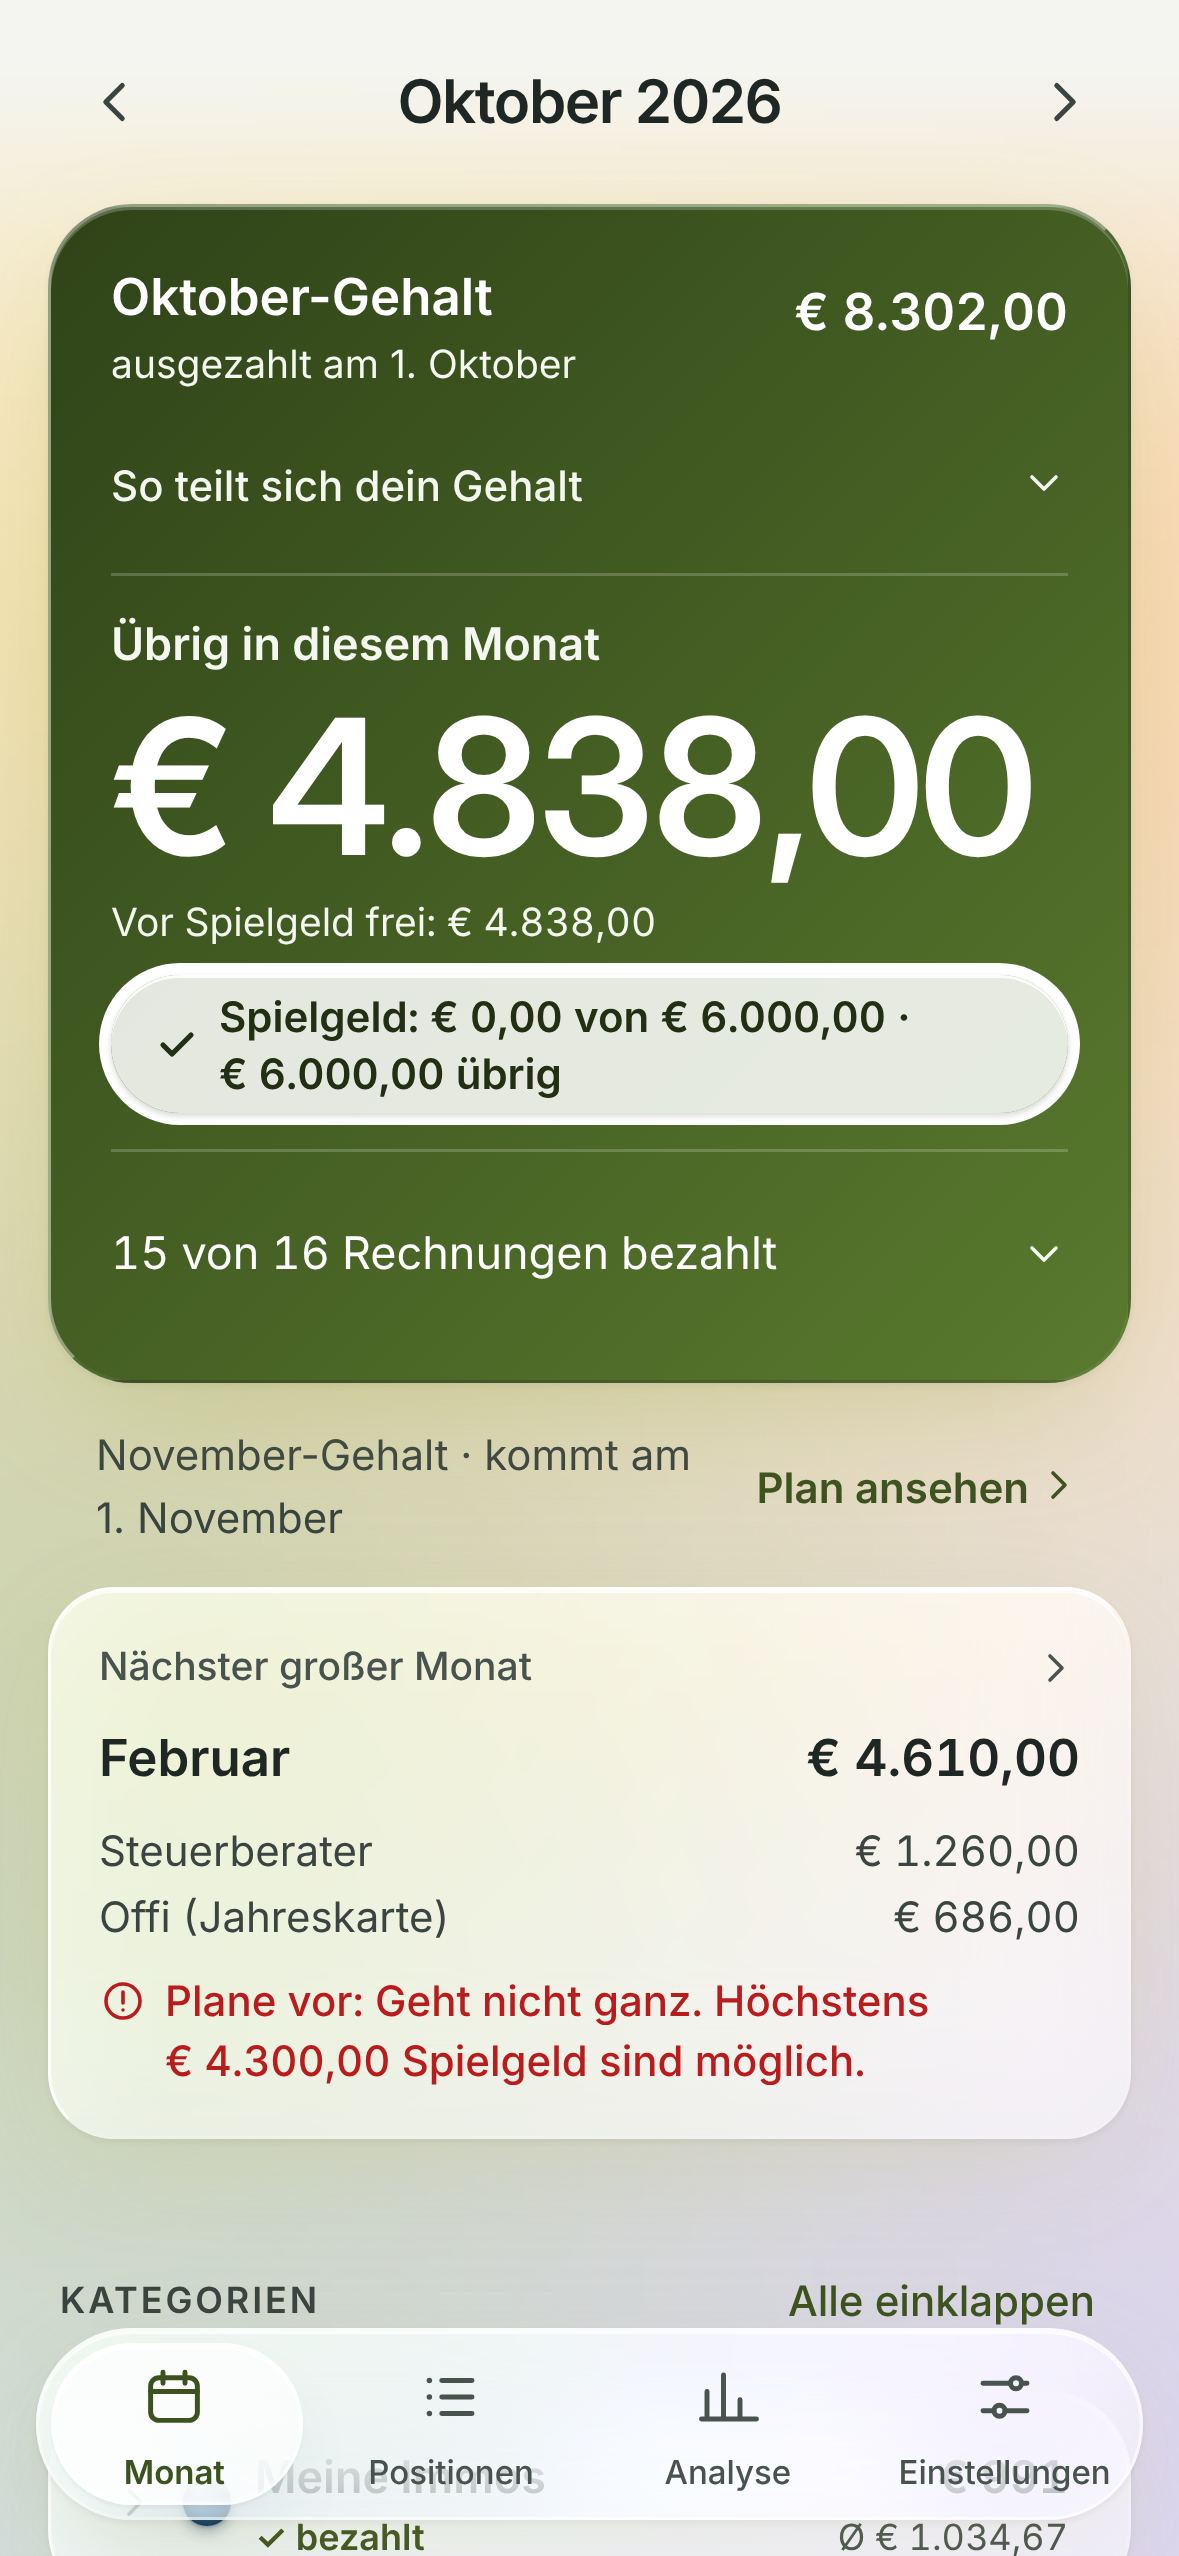 Oktober 2026
Oktober-Gehalt
€ 8.302,00
ausgezahlt am 1. Oktober
So teilt sich dein Gehalt
Übrig in diesem Monat
€ 4.838,00
Vor Spielgeld frei: € 4.838,00
Spielgeld: € 0,00 von € 6.000,00 ·
€ 6.000,00 übrig
15 von 16 Rechnungen bezahlt
November-Gehalt · kommt am
1. November
Plan ansehen
Nächster großer Monat
Februar
€ 4.610,00
Steuerberater
€ 1.260,00
Offi (Jahreskarte)
€ 686,00
Plane vor: Geht nicht ganz. Höchstens
€ 4.300,00 Spielgeld sind möglich.
KATEGORIEN
Alle einklappen
Monat
Positionen
Analyse
Einstellungen
Meine Immos
bezahlt
Ø € 1.034,67